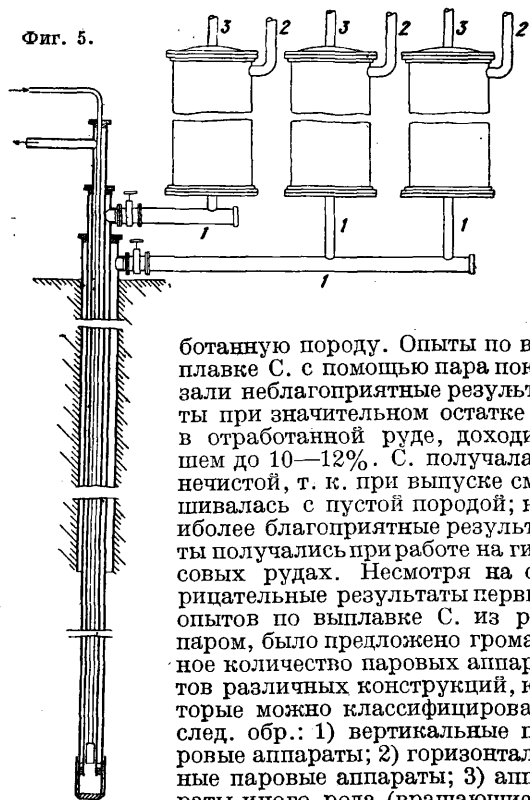 Фиг. 5.
3 2 3 2 3 2
1 1 1
1
ботанную породу. Опыты по в
плавке С. с помощью пара пок
зали неблагоприятные результ
ты при значительном остатке
в отработанной руде, доходи
шем до 10—12%. С. получала
нечистой, т. к. при выпуске см
шивалась с пустой породой; н
иболее благоприятные результ
ты получались при работе на ги
совых рудах. Несмотря на о
рицательные результаты первы
опытов по выплавке С. из р
паром, было предложено грома
ное количество паровых аппар
тов различных конструкций, к
торые можно классифицирова
след. обр.: 1) вертикальные п
ровые аппараты; 2) горизонтал
ные паровые аппараты; 3) апп